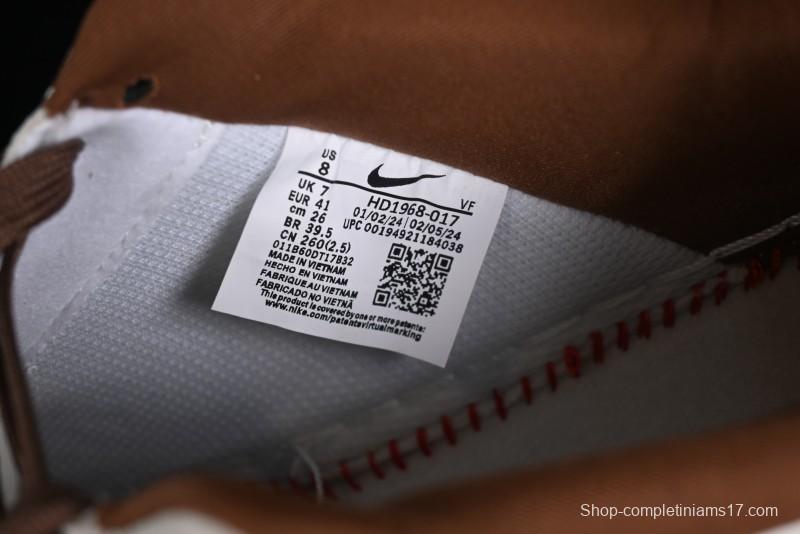 US
8
UK 7
EUR 41
cm 26
BR 39.5
CN 260(2.5)
011B60DT17B32
MADE IN VIETNAM
HECHO EN VIETNAM
FABRIQUE AU VIETNAM
FABRICADO NO VIETNÃ
This product is covered by one or more patents:
www.nike.com/patentsvirtualmarking
VF
HD1968-017
01/02/24 | 02/05/24
UPC 00194921184038
Shop-completiniams17.com